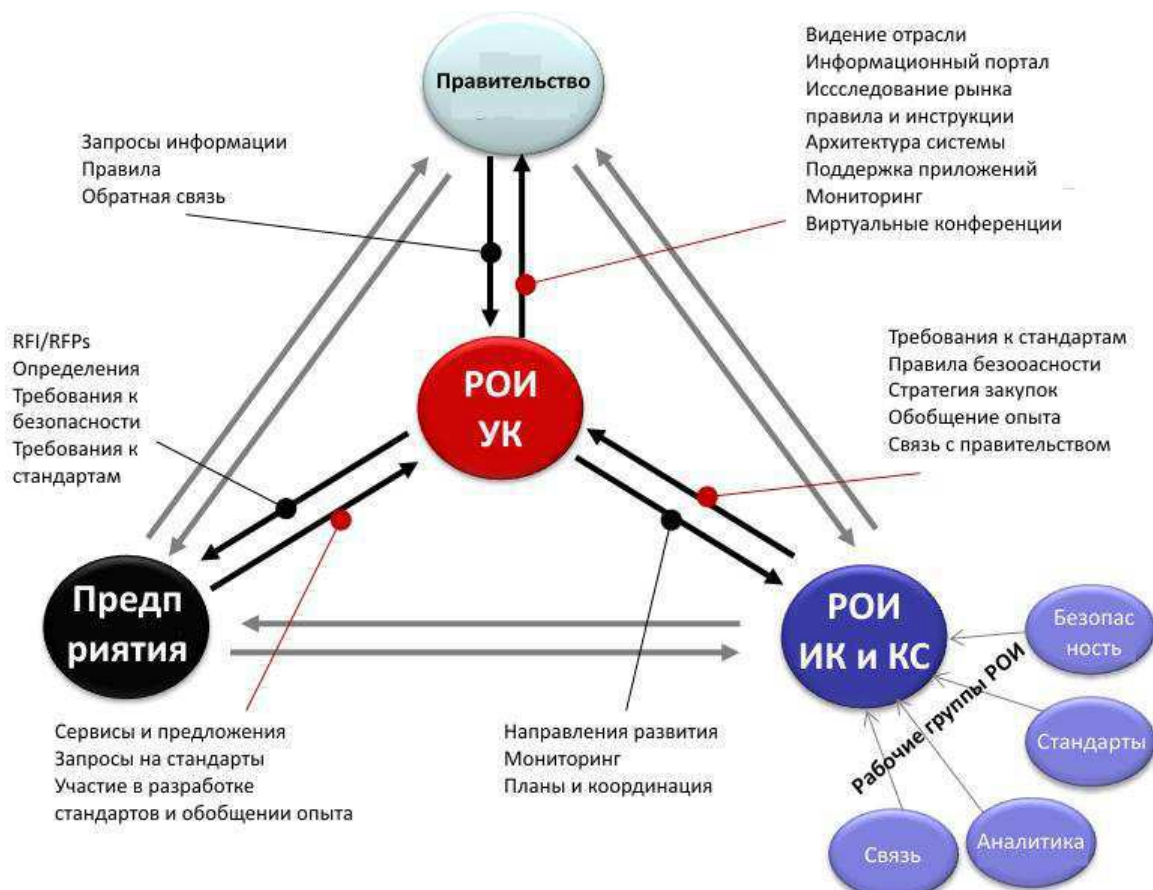 Правительство
Видение отрасли
Информационный портал
Иссследование рынка
правила и инструкции
Архитектура системы
Поддержка приложений
Мониторинг
Виртуальные конференции
Запросы информации
Правила
Обратная связь
RFI/RFPs
Определения
Требования к
безопасности
Требования к
стандартам
РОИ
УК
Требования к стандартам
Правила безооасности
Стратегия закупок
Обобщение опыта
Связь с правительством
Предп
риятия
РОИ
ИК и КС
Безопас
ность
Стандарты
Аналитика
Связь
Рабочие группы РОИ
Сервисы и предложения
Запросы на стандарты
Участие в разработке
стандартов и обобщении опыта
Направления развития
Мониторинг
Планы и координация